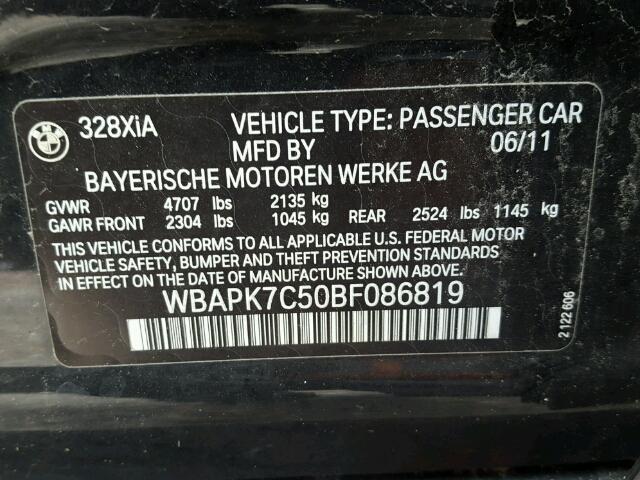 BMW
328XiA VEHICLE TYPE: PASSENGER CAR
MFD BY 06/11
BAYERISCHE MOTOREN WERKE AG
GVWR 4707 lbs 2135 kg
GAWR FRONT 2304 lbs 1045 kg REAR 2524 lbs 1145 kg
THIS VEHICLE CONFORMS TO ALL APPLICABLE U.S. FEDERAL MOTOR
VEHICLE SAFETY, BUMPER AND THEFT PREVENTION STANDARDS
IN EFFECT ON THE DATE OF MANUFACTURE SHOWN ABOVE.
WBAPK7C50BF086819
2 122 606